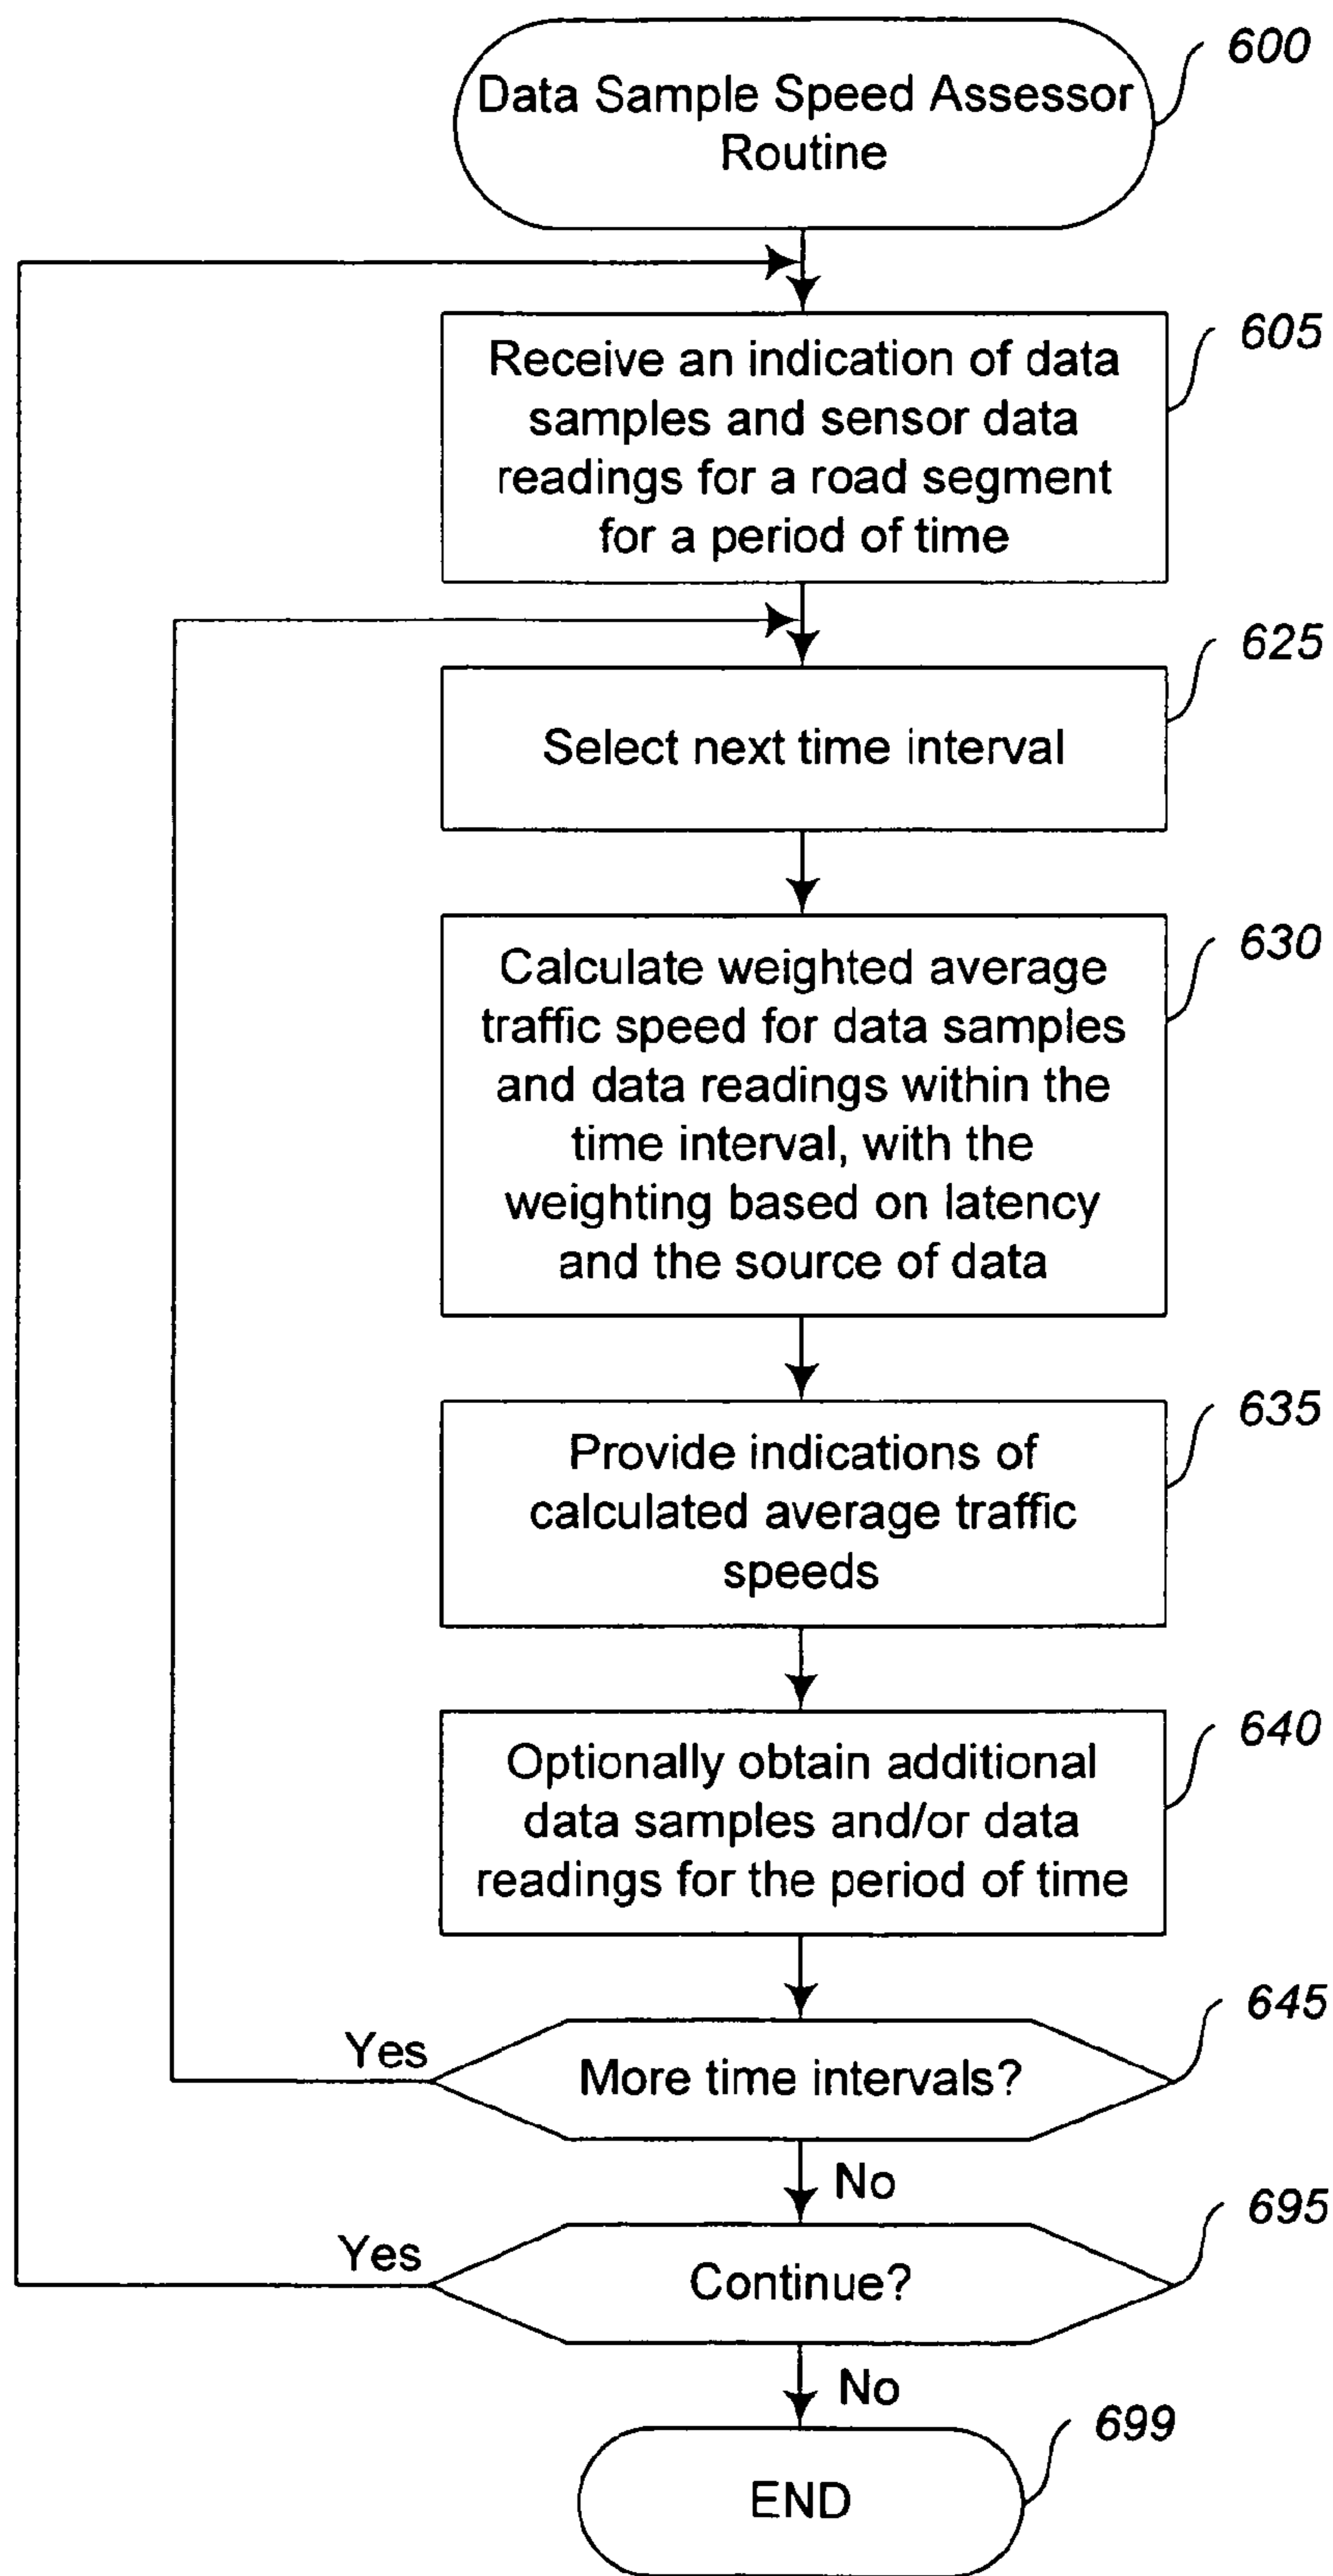 Data Sample Speed Assessor
Routine
600
Receive an indication of data
samples and sensor data
readings for a road segment
for a period of time
605
Select next time interval
625
Calculate weighted average
traffic speed for data samples
and data readings within the
time interval, with the
weighting based on latency
and the source of data
630
Provide indications of
calculated average traffic
speeds
635
Optionally obtain additional
data samples and/or data
readings for the period of time
640
More time intervals?
645
Yes
No
Continue?
695
Yes
No
END
699